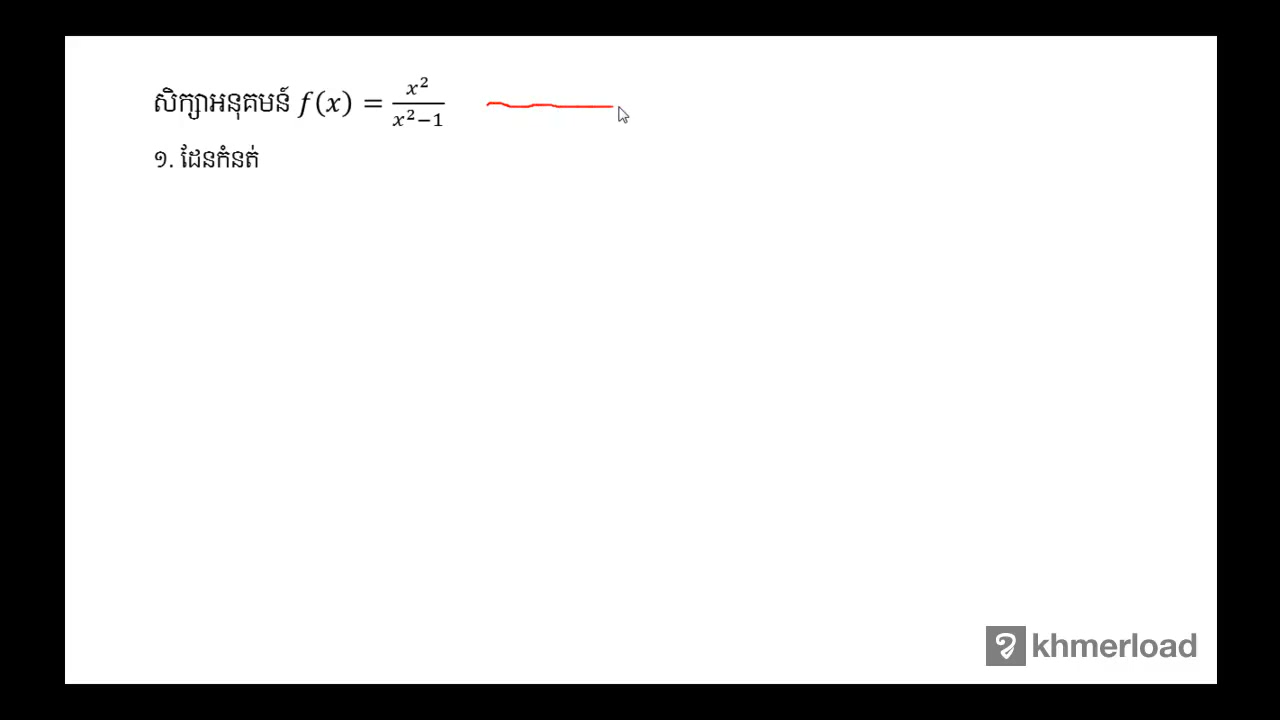 សិក្សាអនុគមន៍ f(x) = x²/(x²−1)
១. ដែនកំនត់
khmerload